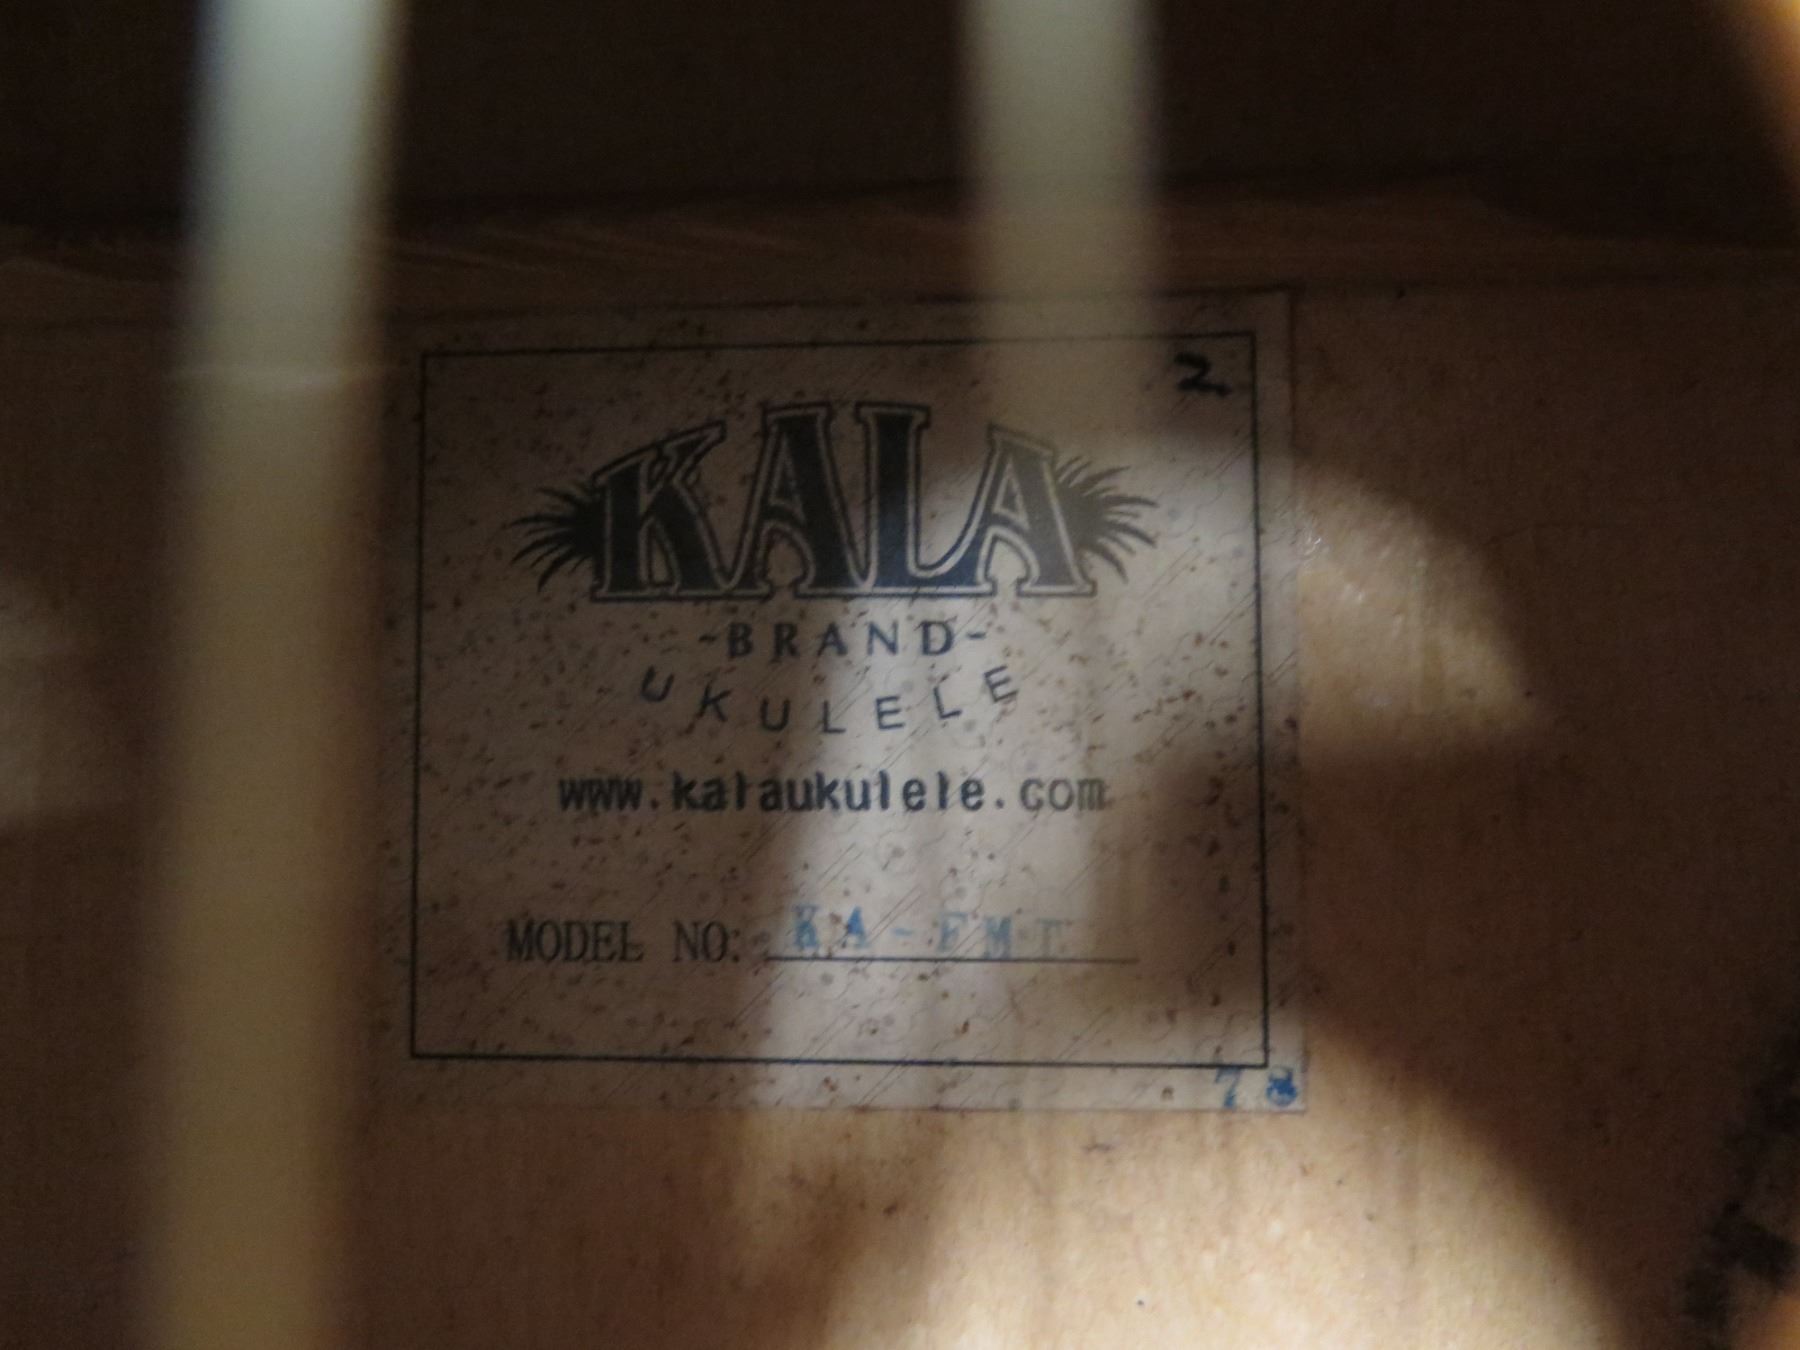 2
KALA
-BRAND-
UKULELE
www.kalaukulele.com
MODEL NO: KA-FMT
78